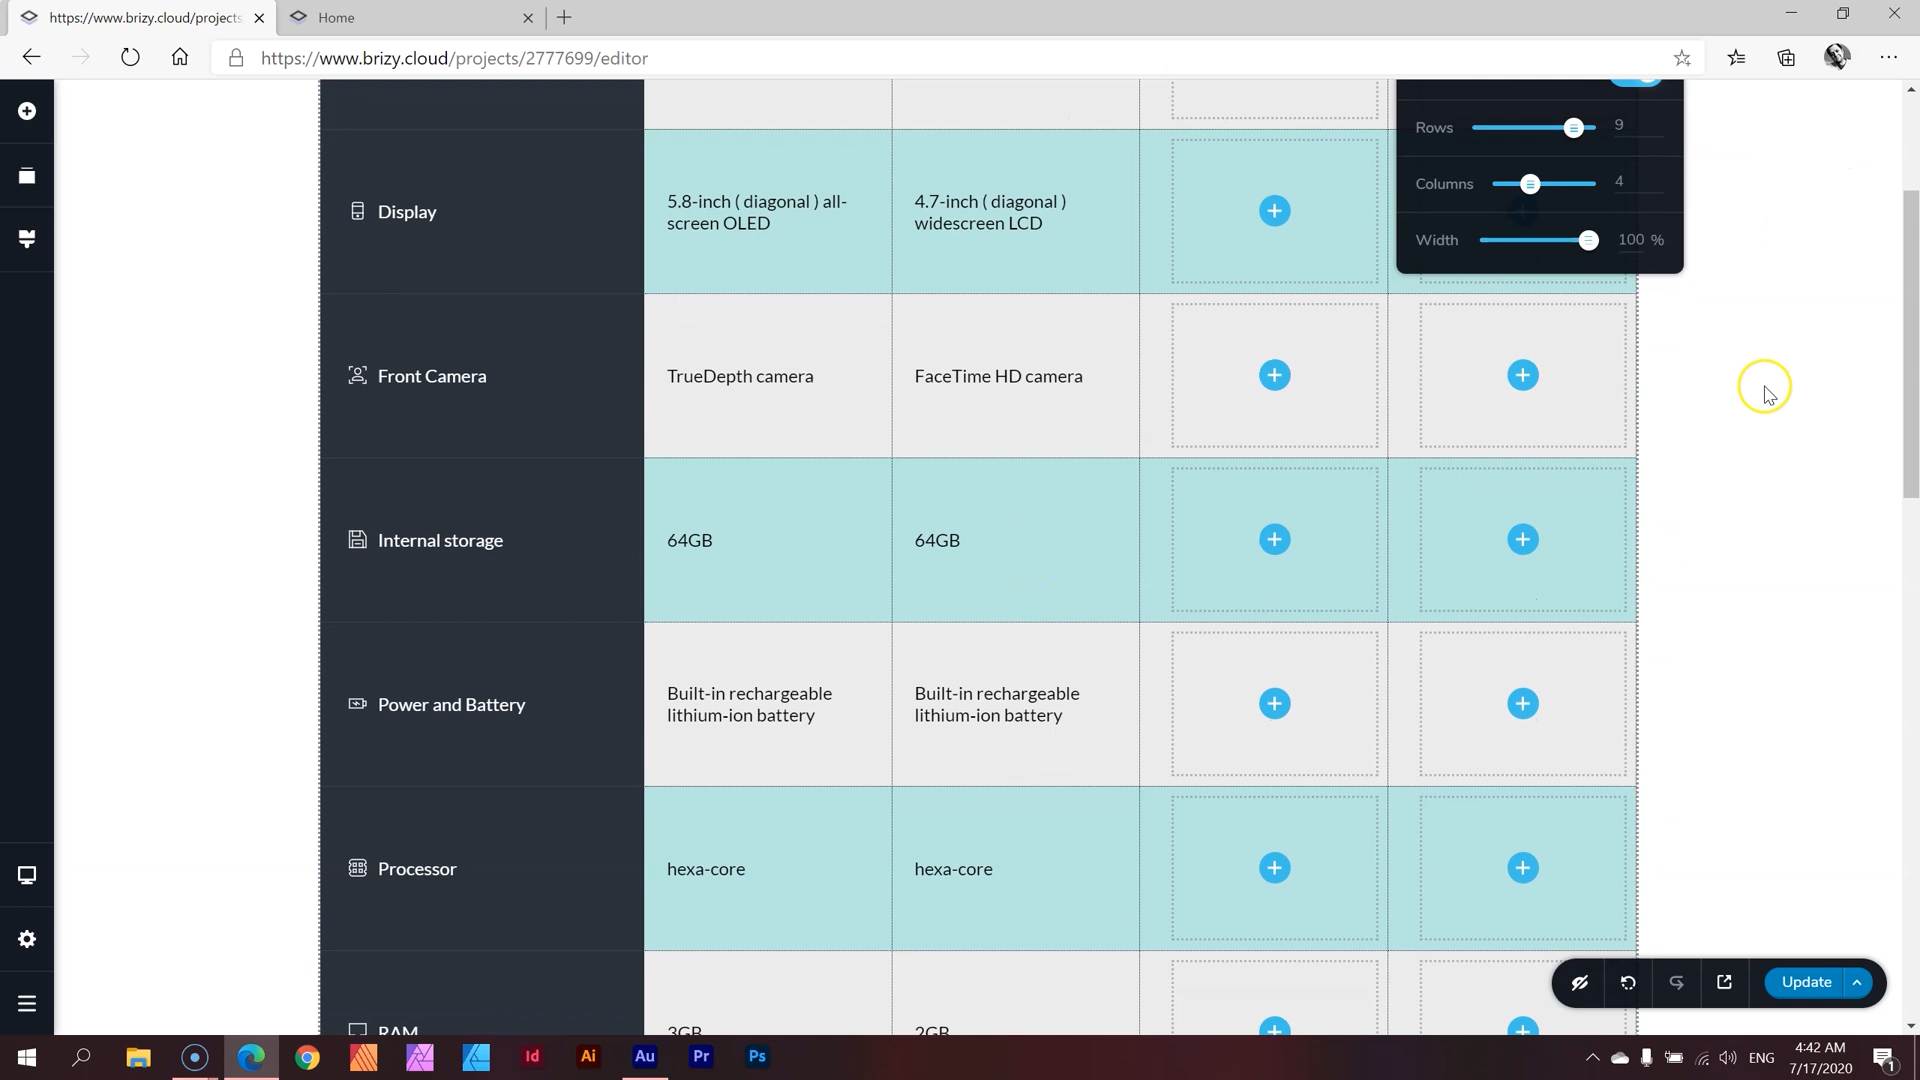 https://www.brizy.cloud/projects
Home
https://www.brizy.cloud/projects/2777699/editor
Rows 9
Columns 4
Width 100 %
Display
5.8-inch ( diagonal ) all-
screen OLED
4.7-inch ( diagonal )
widescreen LCD
Front Camera
TrueDepth camera
FaceTime HD camera
Internal storage
64GB
64GB
Power and Battery
Built-in rechargeable
lithium-ion battery
Built-in rechargeable
lithium-ion battery
Processor
hexa-core
hexa-core
RAM
3GB
2GB
Update
Id
Ai
Au
Pr
Ps
ENG
4:42 AM
7/17/2020
1